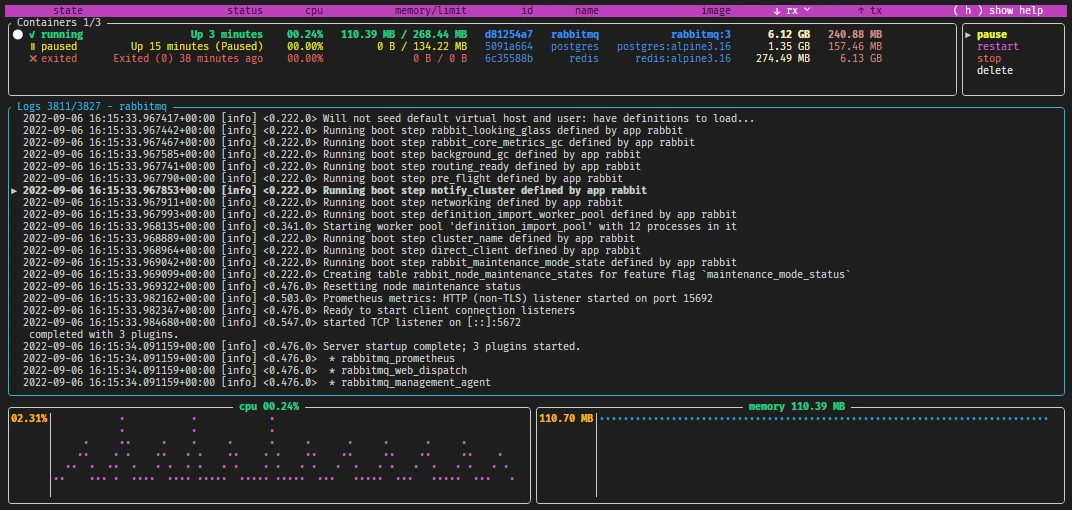 state status cpu memory/limit id name image ↓ rx ↑ tx ( h ) show help
Containers 1/3
✓ running Up 3 minutes 00.24% 110.39 MB / 268.44 MB d81254a7 rabbitmq rabbitmq:3 6.12 GB 240.88 MB
॥ paused Up 15 minutes (Paused) 00.00% 0 B / 134.22 MB 5091a664 postgres postgres:alpine3.16 1.35 GB 157.46 MB
✕ exited Exited (0) 38 minutes ago 00.00% 0 B / 0 B 6c35588b redis redis:alpine3.16 274.49 MB 6.13 GB
▶ pause
restart
stop
delete
Logs 3811/3827 - rabbitmq
2022-09-06 16:15:33.967417+00:00 [info] <0.222.0> Will not seed default virtual host and user: have definitions to load...
2022-09-06 16:15:33.967442+00:00 [info] <0.222.0> Running boot step rabbit_looking_glass defined by app rabbit
2022-09-06 16:15:33.967467+00:00 [info] <0.222.0> Running boot step rabbit_core_metrics_gc defined by app rabbit
2022-09-06 16:15:33.967585+00:00 [info] <0.222.0> Running boot step background_gc defined by app rabbit
2022-09-06 16:15:33.967741+00:00 [info] <0.222.0> Running boot step routing_ready defined by app rabbit
2022-09-06 16:15:33.967790+00:00 [info] <0.222.0> Running boot step pre_flight defined by app rabbit
▶ 2022-09-06 16:15:33.967853+00:00 [info] <0.222.0> Running boot step notify_cluster defined by app rabbit
2022-09-06 16:15:33.967911+00:00 [info] <0.222.0> Running boot step networking defined by app rabbit
2022-09-06 16:15:33.967993+00:00 [info] <0.222.0> Running boot step definition_import_worker_pool defined by app rabbit
2022-09-06 16:15:33.968135+00:00 [info] <0.341.0> Starting worker pool 'definition_import_pool' with 12 processes in it
2022-09-06 16:15:33.968889+00:00 [info] <0.222.0> Running boot step cluster_name defined by app rabbit
2022-09-06 16:15:33.968964+00:00 [info] <0.222.0> Running boot step direct_client defined by app rabbit
2022-09-06 16:15:33.969042+00:00 [info] <0.222.0> Running boot step rabbit_maintenance_mode_state defined by app rabbit
2022-09-06 16:15:33.969099+00:00 [info] <0.222.0> Creating table rabbit_node_maintenance_states for feature flag `maintenance_mode_status`
2022-09-06 16:15:33.969322+00:00 [info] <0.476.0> Resetting node maintenance status
2022-09-06 16:15:33.982162+00:00 [info] <0.503.0> Prometheus metrics: HTTP (non-TLS) listener started on port 15692
2022-09-06 16:15:33.982347+00:00 [info] <0.476.0> Ready to start client connection listeners
2022-09-06 16:15:33.984680+00:00 [info] <0.547.0> started TCP listener on [::]:5672
completed with 3 plugins.
2022-09-06 16:15:34.091159+00:00 [info] <0.476.0> Server startup complete; 3 plugins started.
2022-09-06 16:15:34.091159+00:00 [info] <0.476.0> * rabbitmq_prometheus
2022-09-06 16:15:34.091159+00:00 [info] <0.476.0> * rabbitmq_web_dispatch
2022-09-06 16:15:34.091159+00:00 [info] <0.476.0> * rabbitmq_management_agent
cpu 00.24%
02.31%
memory 110.39 MB
110.70 MB